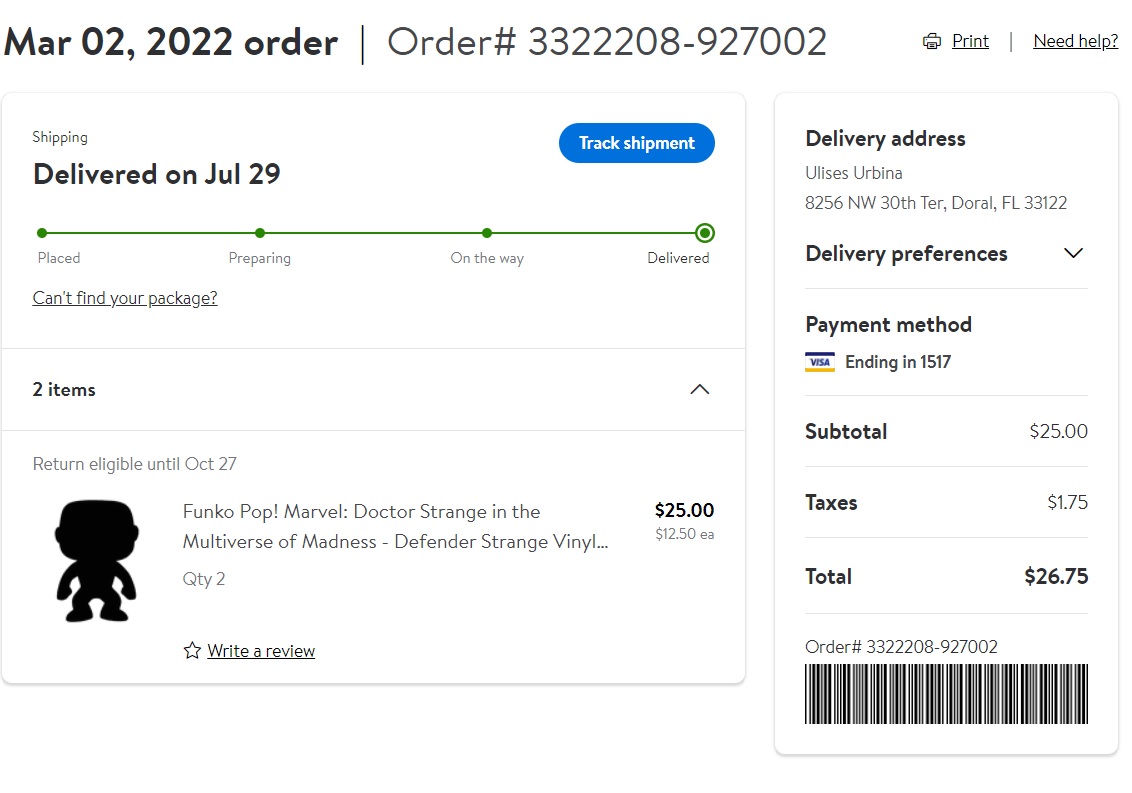 Mar 02, 2022 order | Order# 3322208-927002
Print | Need help?
Shipping
Delivered on Jul 29
Track shipment
Placed
Preparing
On the way
Delivered
Can't find your package?
2 items
Return eligible until Oct 27
Funko Pop! Marvel: Doctor Strange in the
Multiverse of Madness - Defender Strange Vinyl...
$25.00
$12.50 ea
Qty 2
Write a review
Delivery address
Ulises Urbina
8256 NW 30th Ter, Doral, FL 33122
Delivery preferences
Payment method
VISA Ending in 1517
Subtotal $25.00
Taxes $1.75
Total $26.75
Order# 3322208-927002